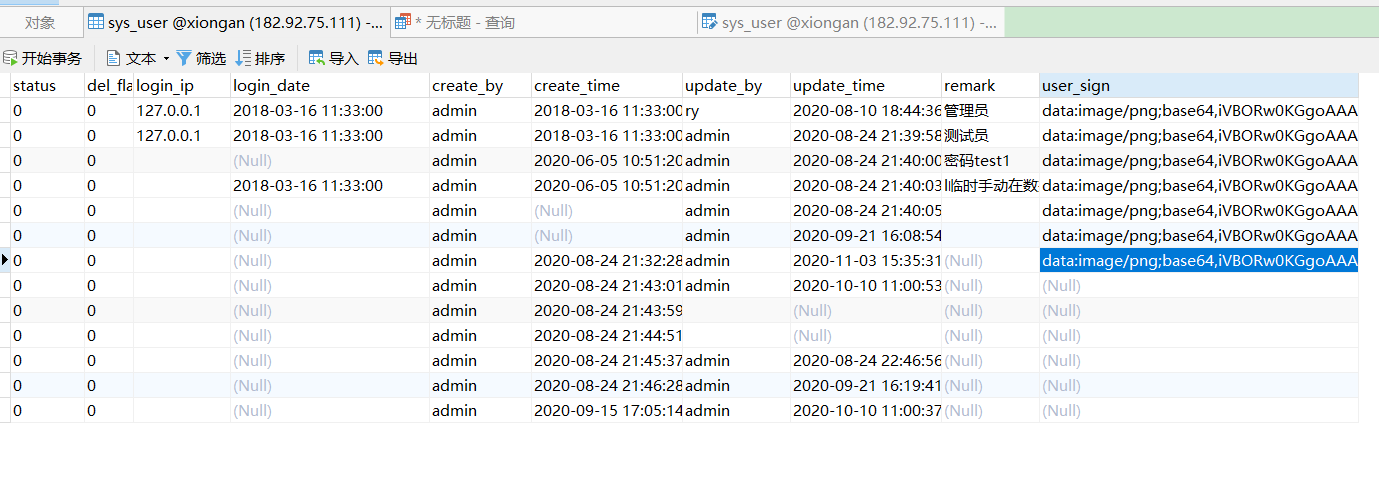 对象 sys_user @xiongan (182.92.75.111) -... * 无标题 - 查询 sys_user @xiongan (182.92.75.111) -...
开始事务 文本 筛选 排序 导入 导出
status del_fla login_ip login_date create_by create_time update_by update_time remark user_sign
0 0 127.0.0.1 2018-03-16 11:33:00 admin 2018-03-16 11:33:00 ry 2020-08-10 18:44:36 管理员 data:image/png;base64,iVBORw0KGgoAAA
0 0 127.0.0.1 2018-03-16 11:33:00 admin 2018-03-16 11:33:00 admin 2020-08-24 21:39:58 测试员 data:image/png;base64,iVBORw0KGgoAAA
0 0 (Null) admin 2020-06-05 10:51:20 admin 2020-08-24 21:40:00 密码test1 data:image/png;base64,iVBORw0KGgoAAA
0 0 2018-03-16 11:33:00 admin 2020-06-05 10:51:20 admin 2020-08-24 21:40:03 临时手动在数 data:image/png;base64,iVBORw0KGgoAAA
0 0 (Null) admin (Null) admin 2020-08-24 21:40:05 data:image/png;base64,iVBORw0KGgoAAA
0 0 (Null) admin (Null) admin 2020-09-21 16:08:54 data:image/png;base64,iVBORw0KGgoAAA
0 0 (Null) admin 2020-08-24 21:32:28 admin 2020-11-03 15:35:31 (Null) data:image/png;base64,iVBORw0KGgoAAA
0 0 (Null) admin 2020-08-24 21:43:01 admin 2020-10-10 11:00:53 (Null) (Null)
0 0 (Null) admin 2020-08-24 21:43:59 (Null) (Null) (Null)
0 0 (Null) admin 2020-08-24 21:44:51 (Null) (Null) (Null)
0 0 (Null) admin 2020-08-24 21:45:37 admin 2020-08-24 22:46:56 (Null) (Null)
0 0 (Null) admin 2020-08-24 21:46:28 admin 2020-09-21 16:19:41 (Null) (Null)
0 0 (Null) admin 2020-09-15 17:05:14 admin 2020-10-10 11:00:37 (Null) (Null)